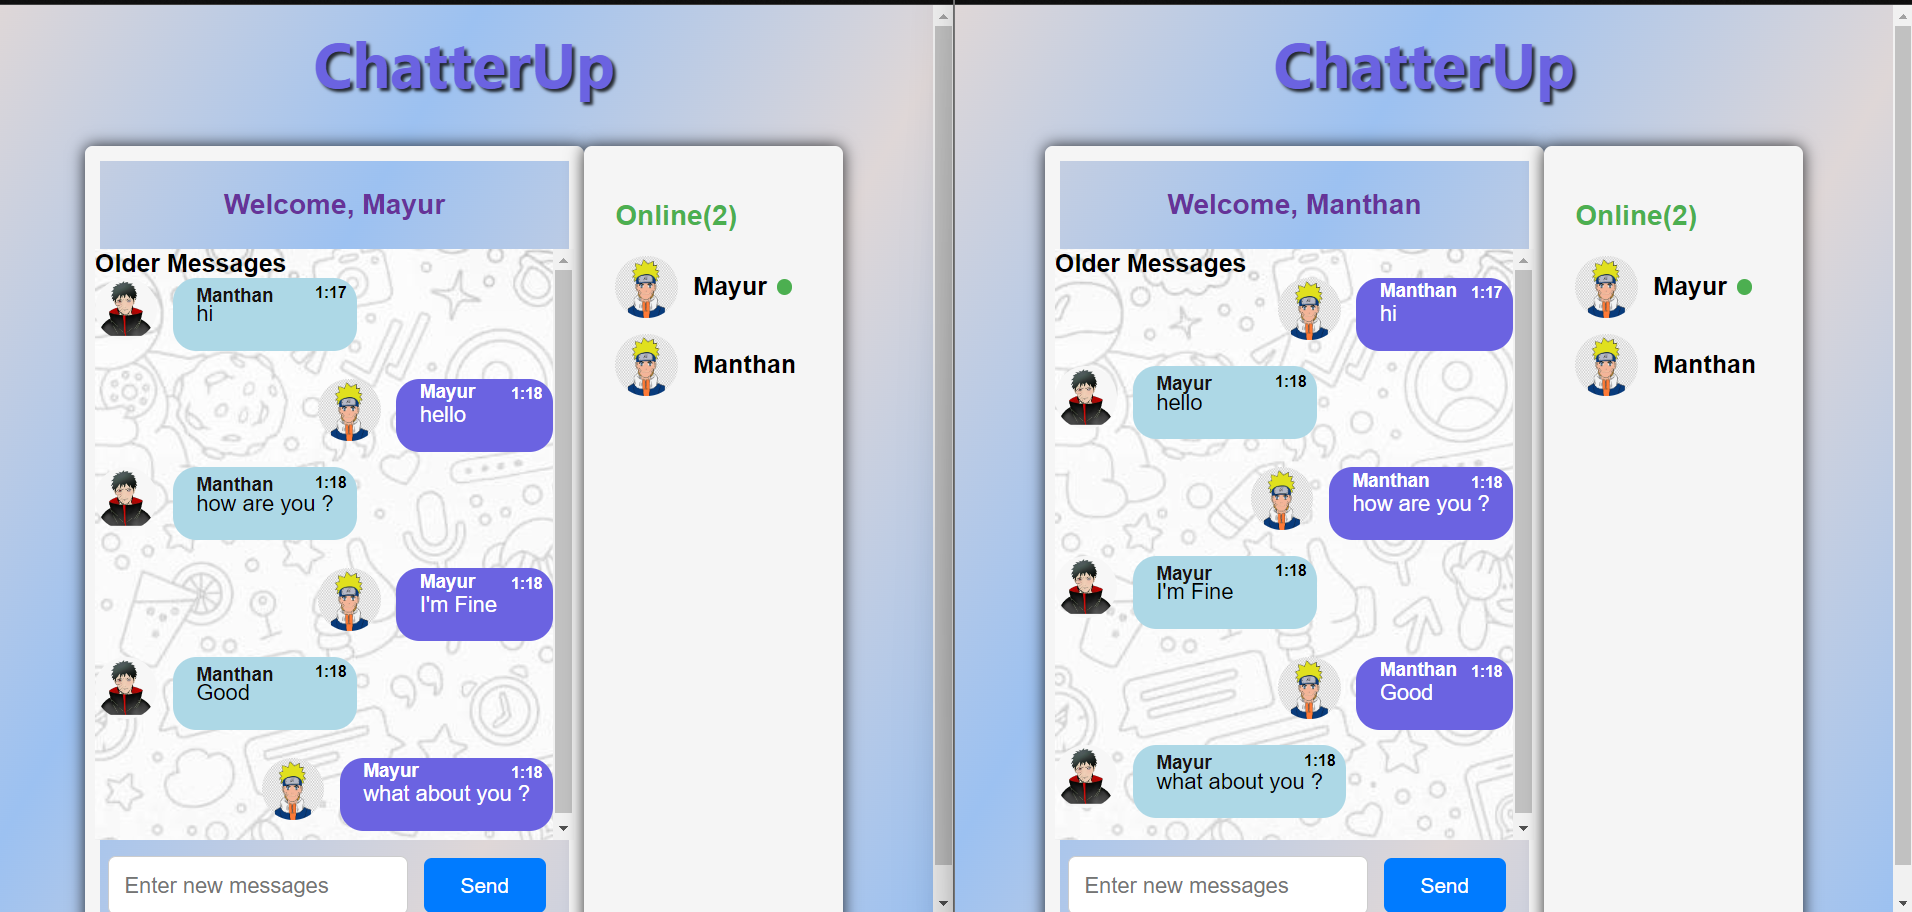 ChatterUp
Welcome, Mayur
Online(2)
Mayur
Manthan
Older Messages
Manthan 1:17
hi
Mayur 1:18
hello
Manthan 1:18
how are you ?
Mayur 1:18
I'm Fine
Manthan 1:18
Good
Mayur 1:18
what about you ?
Enter new messages
Send
ChatterUp
Welcome, Manthan
Online(2)
Mayur
Manthan
Older Messages
Manthan 1:17
hi
Mayur 1:18
hello
Manthan 1:18
how are you ?
Mayur 1:18
I'm Fine
Manthan 1:18
Good
Mayur 1:18
what about you ?
Enter new messages
Send